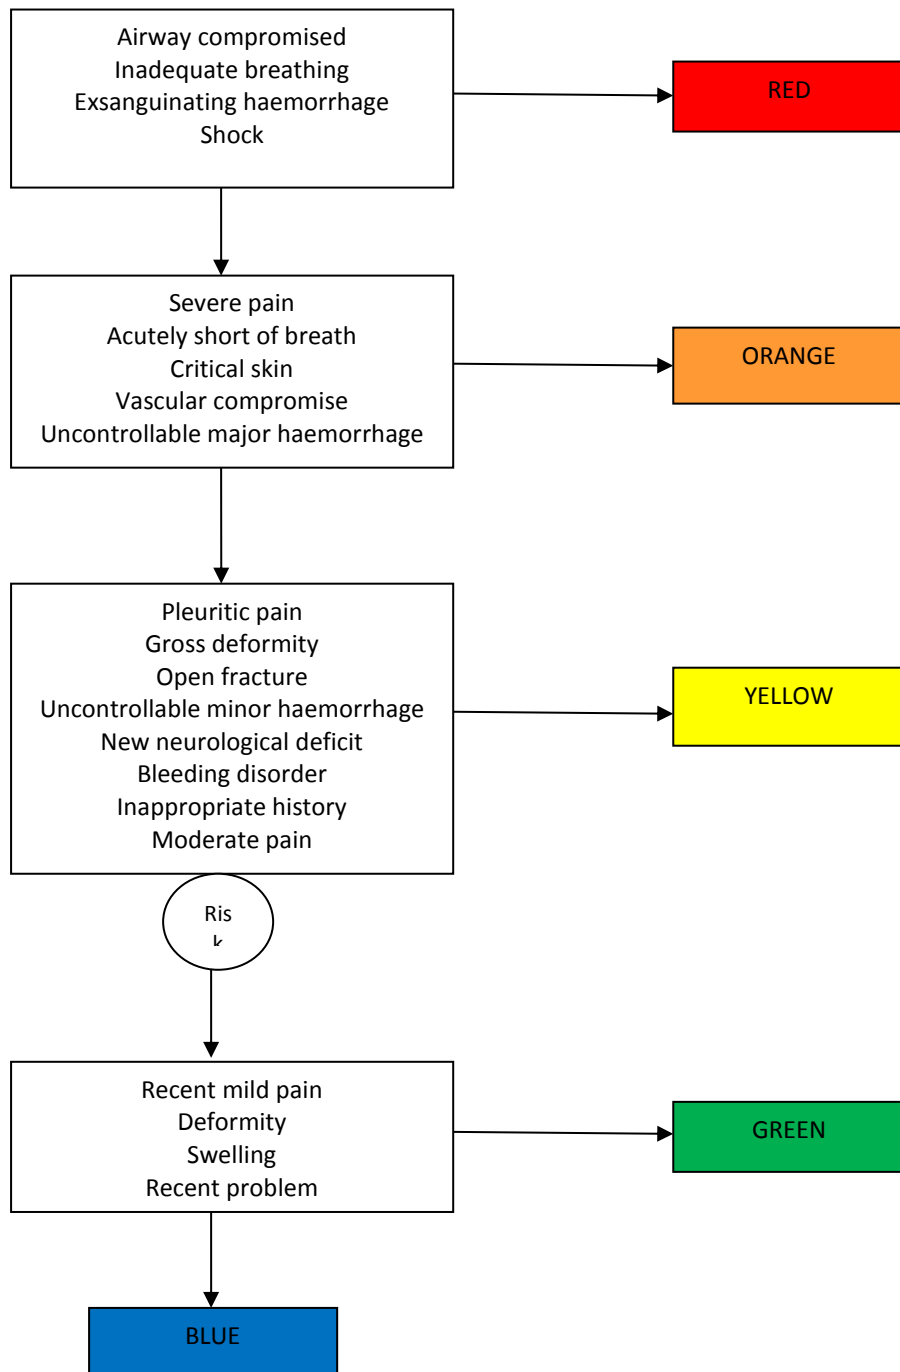 Airway compromised
Inadequate breathing
Exsanguinating haemorrhage
Shock
RED
Severe pain
Acutely short of breath
Critical skin
Vascular compromise
Uncontrollable major haemorrhage
ORANGE
Pleuritic pain
Gross deformity
Open fracture
Uncontrollable minor haemorrhage
New neurological deficit
Bleeding disorder
Inappropriate history
Moderate pain
YELLOW
Ris
k
Recent mild pain
Deformity
Swelling
Recent problem
GREEN
BLUE